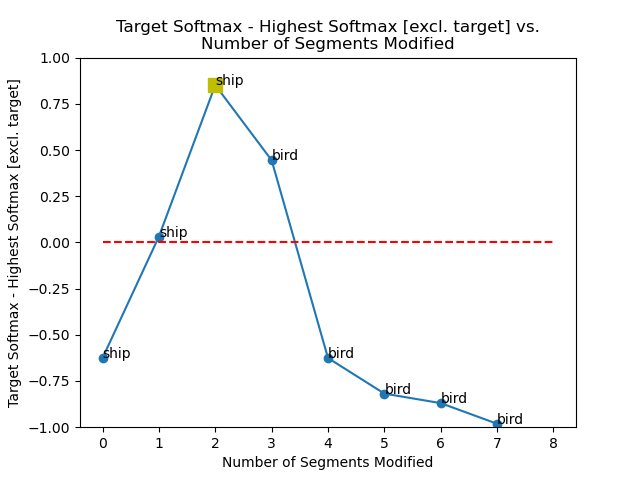 Target Softmax - Highest Softmax [excl. target] vs.
Number of Segments Modified
Target Softmax - Highest Softmax [excl. target]
1.00
0.75
0.50
0.25
0.00
−0.25
−0.50
−0.75
−1.00
ship
ship
ship
bird
bird
bird
bird
bird
0 1 2 3 4 5 6 7 8
Number of Segments Modified